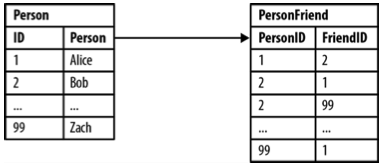 Person
ID Person
1 Alice
2 Bob
... ...
99 Zach
PersonFriend
PersonID FriendID
1 2
2 1
2 99
... ...
99 1